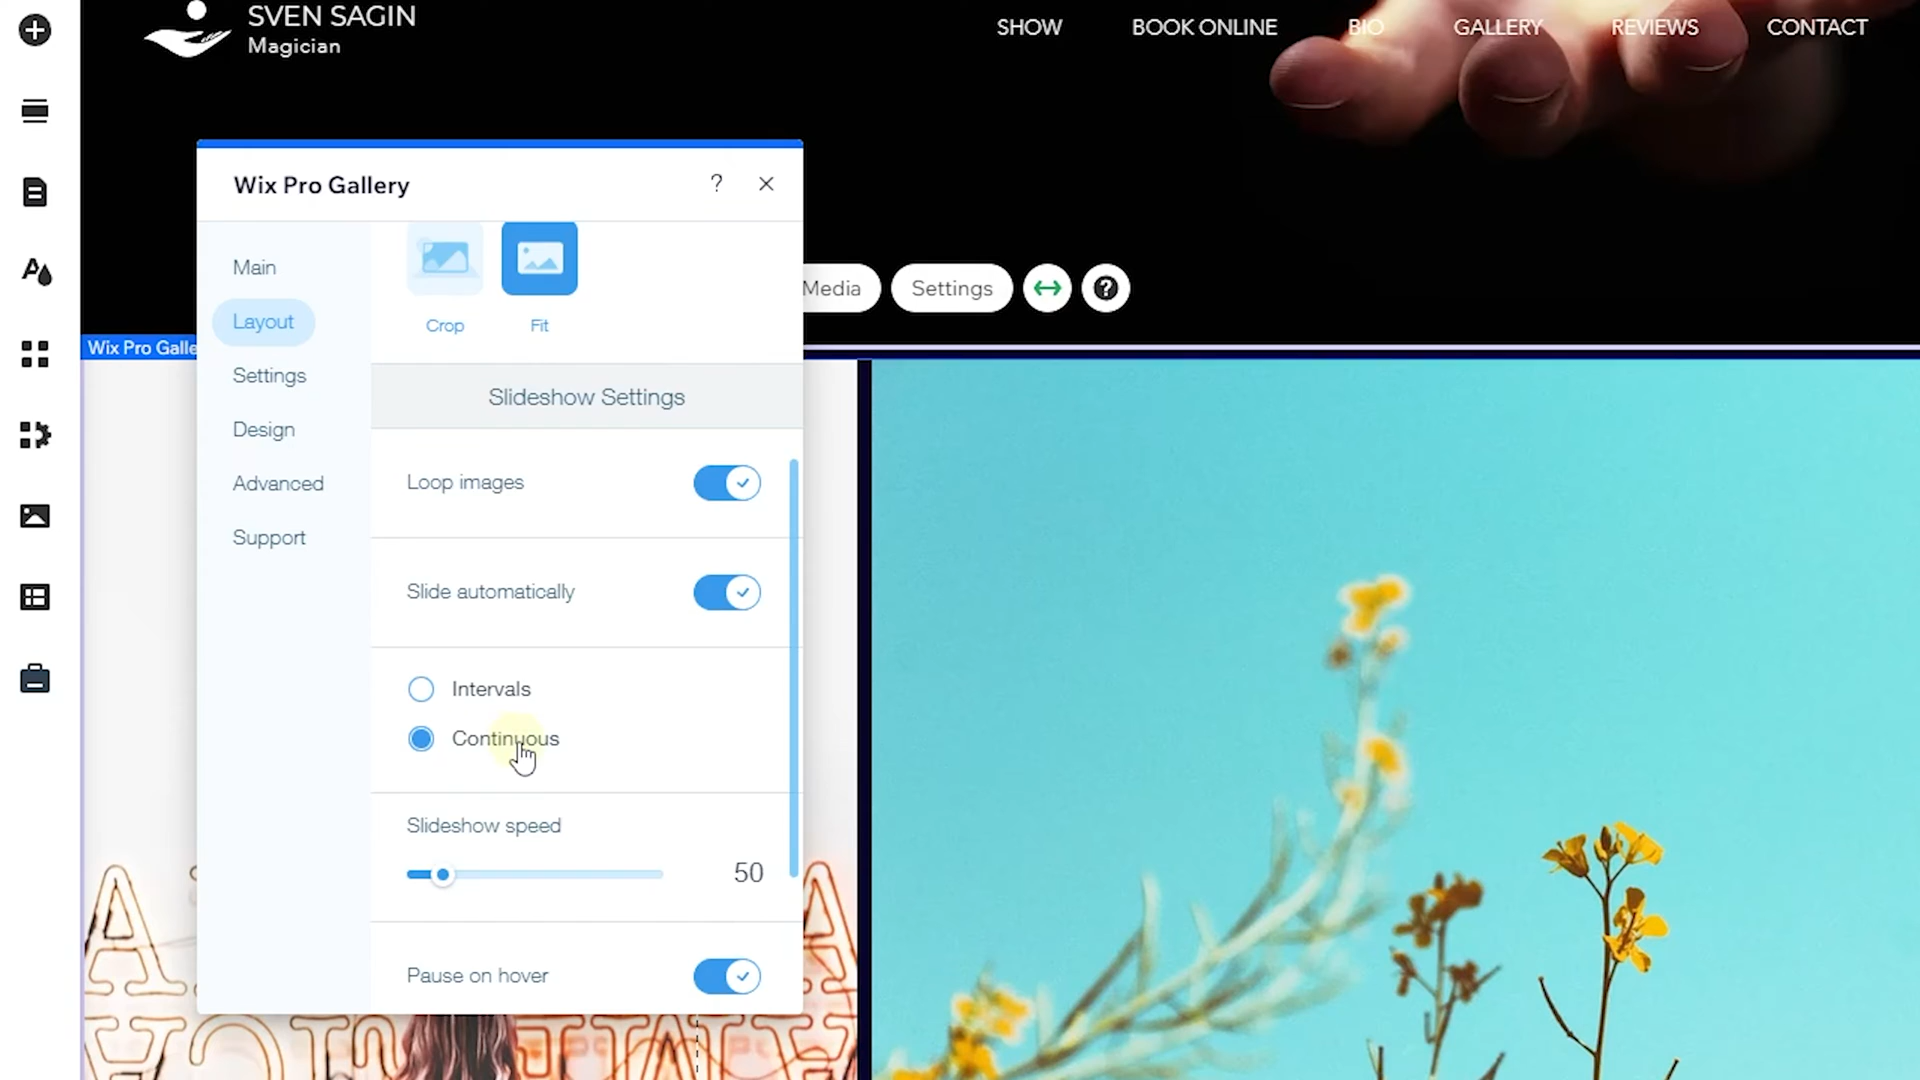 SVEN SAGIN
Magician
SHOW
BOOK ONLINE
BIO
GALLERY
REVIEWS
CONTACT
Wix Pro Gallery
?
Main
Layout
Settings
Design
Advanced
Support
Crop
Fit
Slideshow Settings
Loop images
Slide automatically
Intervals
Continuous
Slideshow speed
50
Pause on hover
Media
Settings
?
Wix Pro Galle